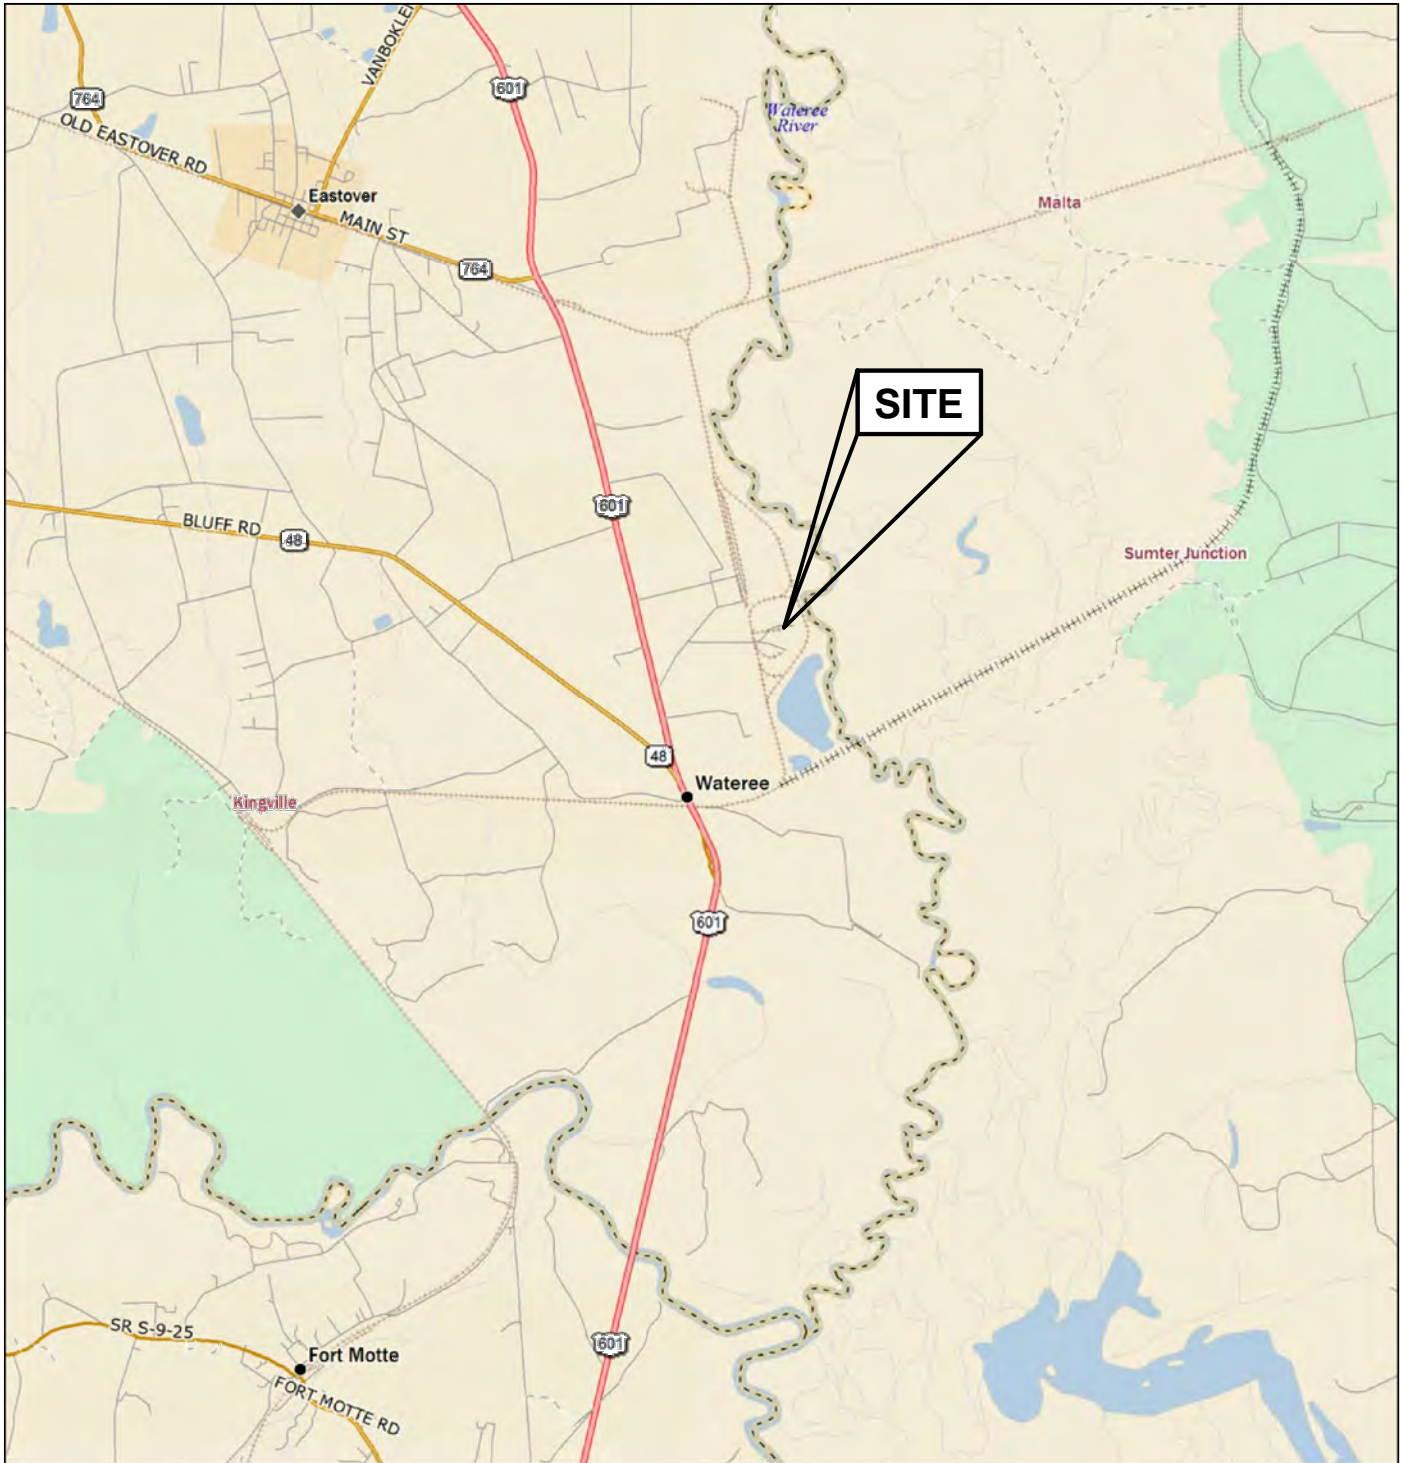 VANBOKLEN
601
764
Wateree
River
OLD EASTOVER RD
Eastover
Malta
MAIN ST
764
SITE
601
BLUFF RD
48
Sumter Junction
48
Wateree
Kingville
601
SR S-9-25
601
Fort Motte
FORT MOTTE RD